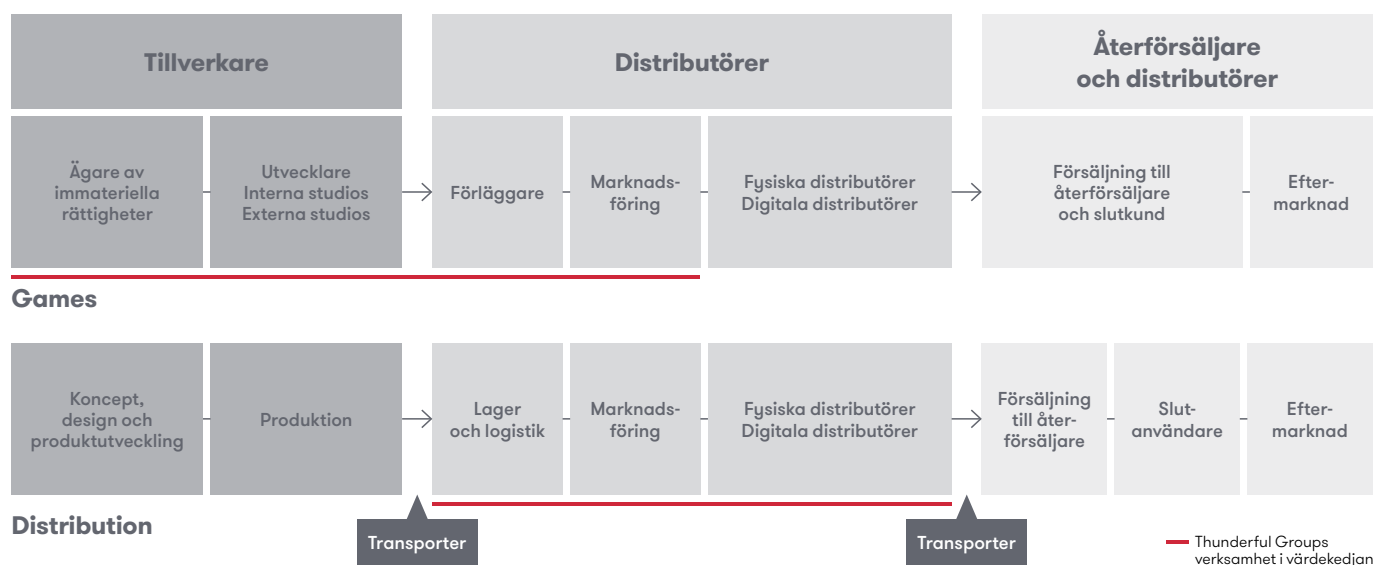 Tillverkare
Distributörer
Återförsäljare
och distributörer
Ägare av
immateriella
rättigheter
Utvecklare
Interna studios
Externa studios
Förläggare
Marknads-
föring
Fysiska distributörer
Digitala distributörer
Försäljning till
återförsäljare
och slutkund
Efter-
marknad
Games
Koncept,
design och
produktutveckling
Produktion
Lager
och logistik
Marknads-
föring
Fysiska distributörer
Digitala distributörer
Försäljning
till åter-
försäljare
Slut-
användare
Efter-
marknad
Distribution
Transporter
Transporter
Thunderful Groups
verksamhet i värdekedjan